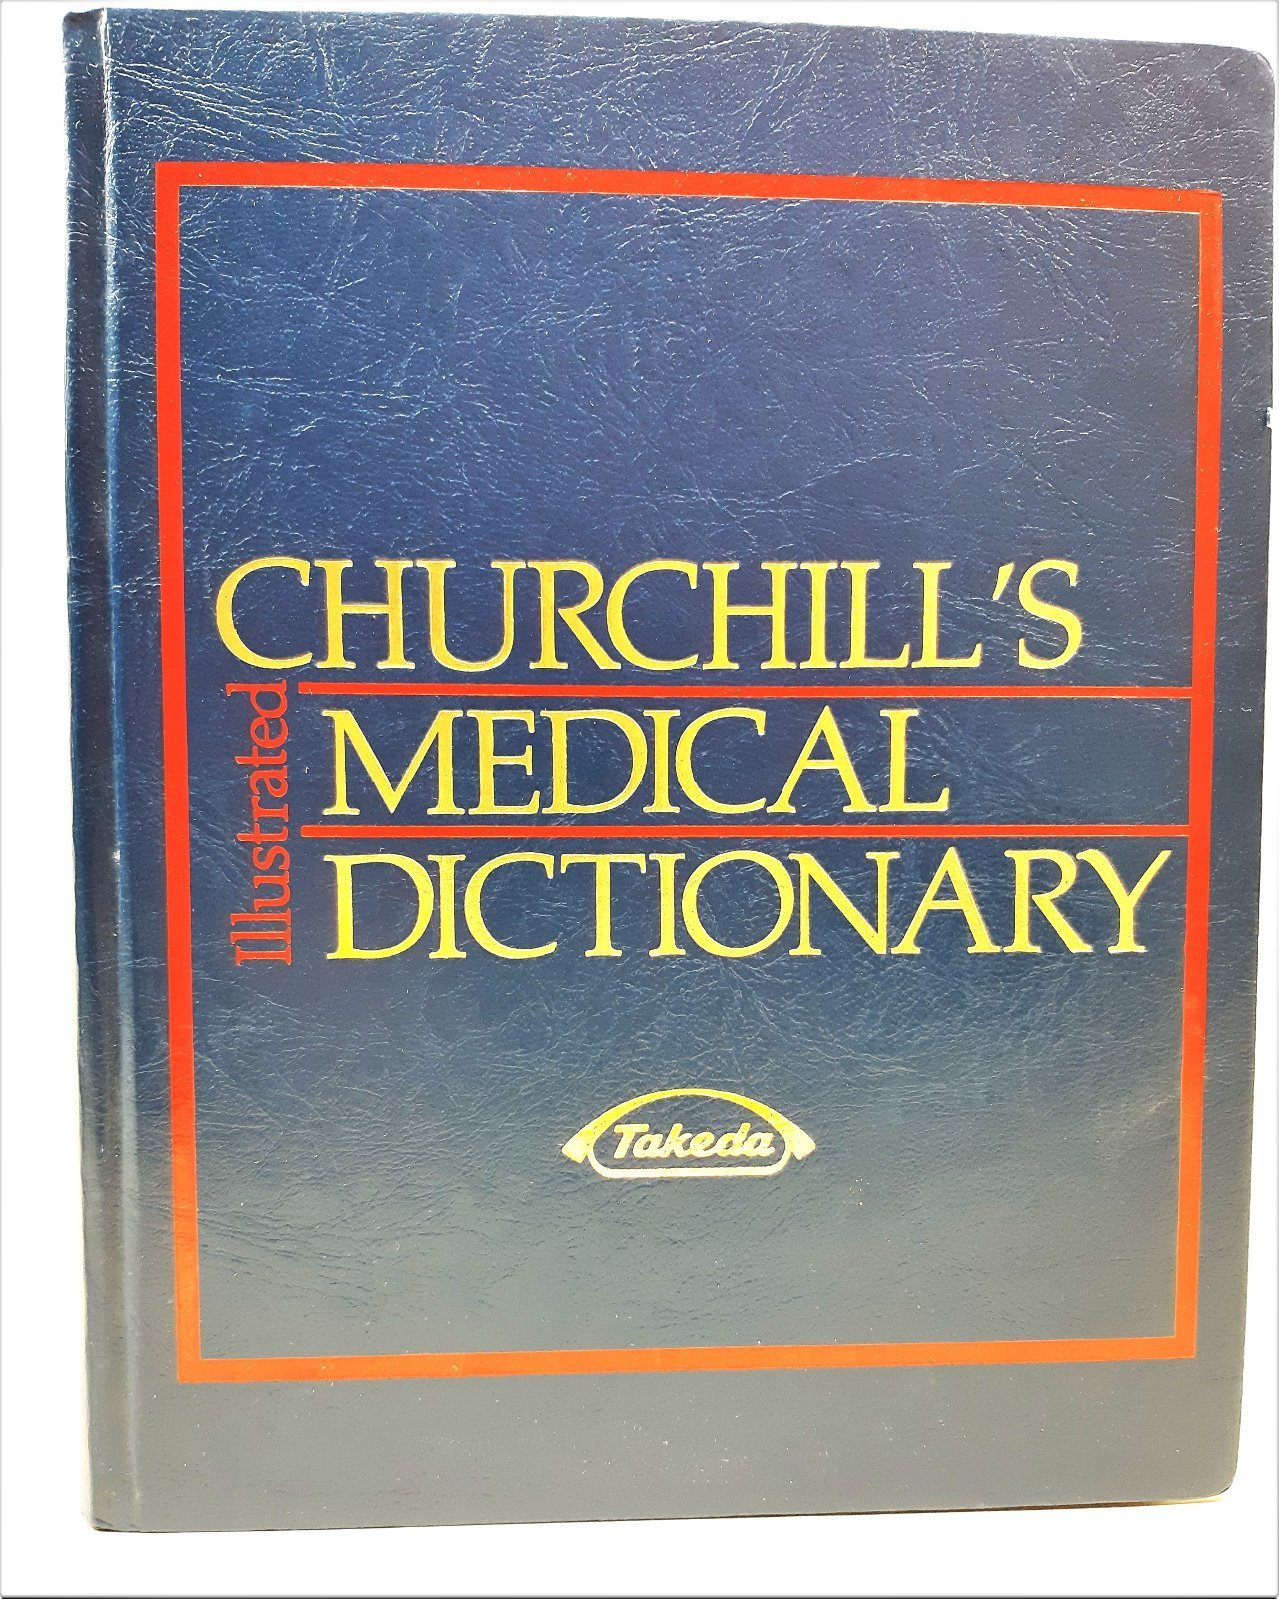 CHURCHILL'S
Illustrated
MEDICAL
DICTIONARY
Takeda